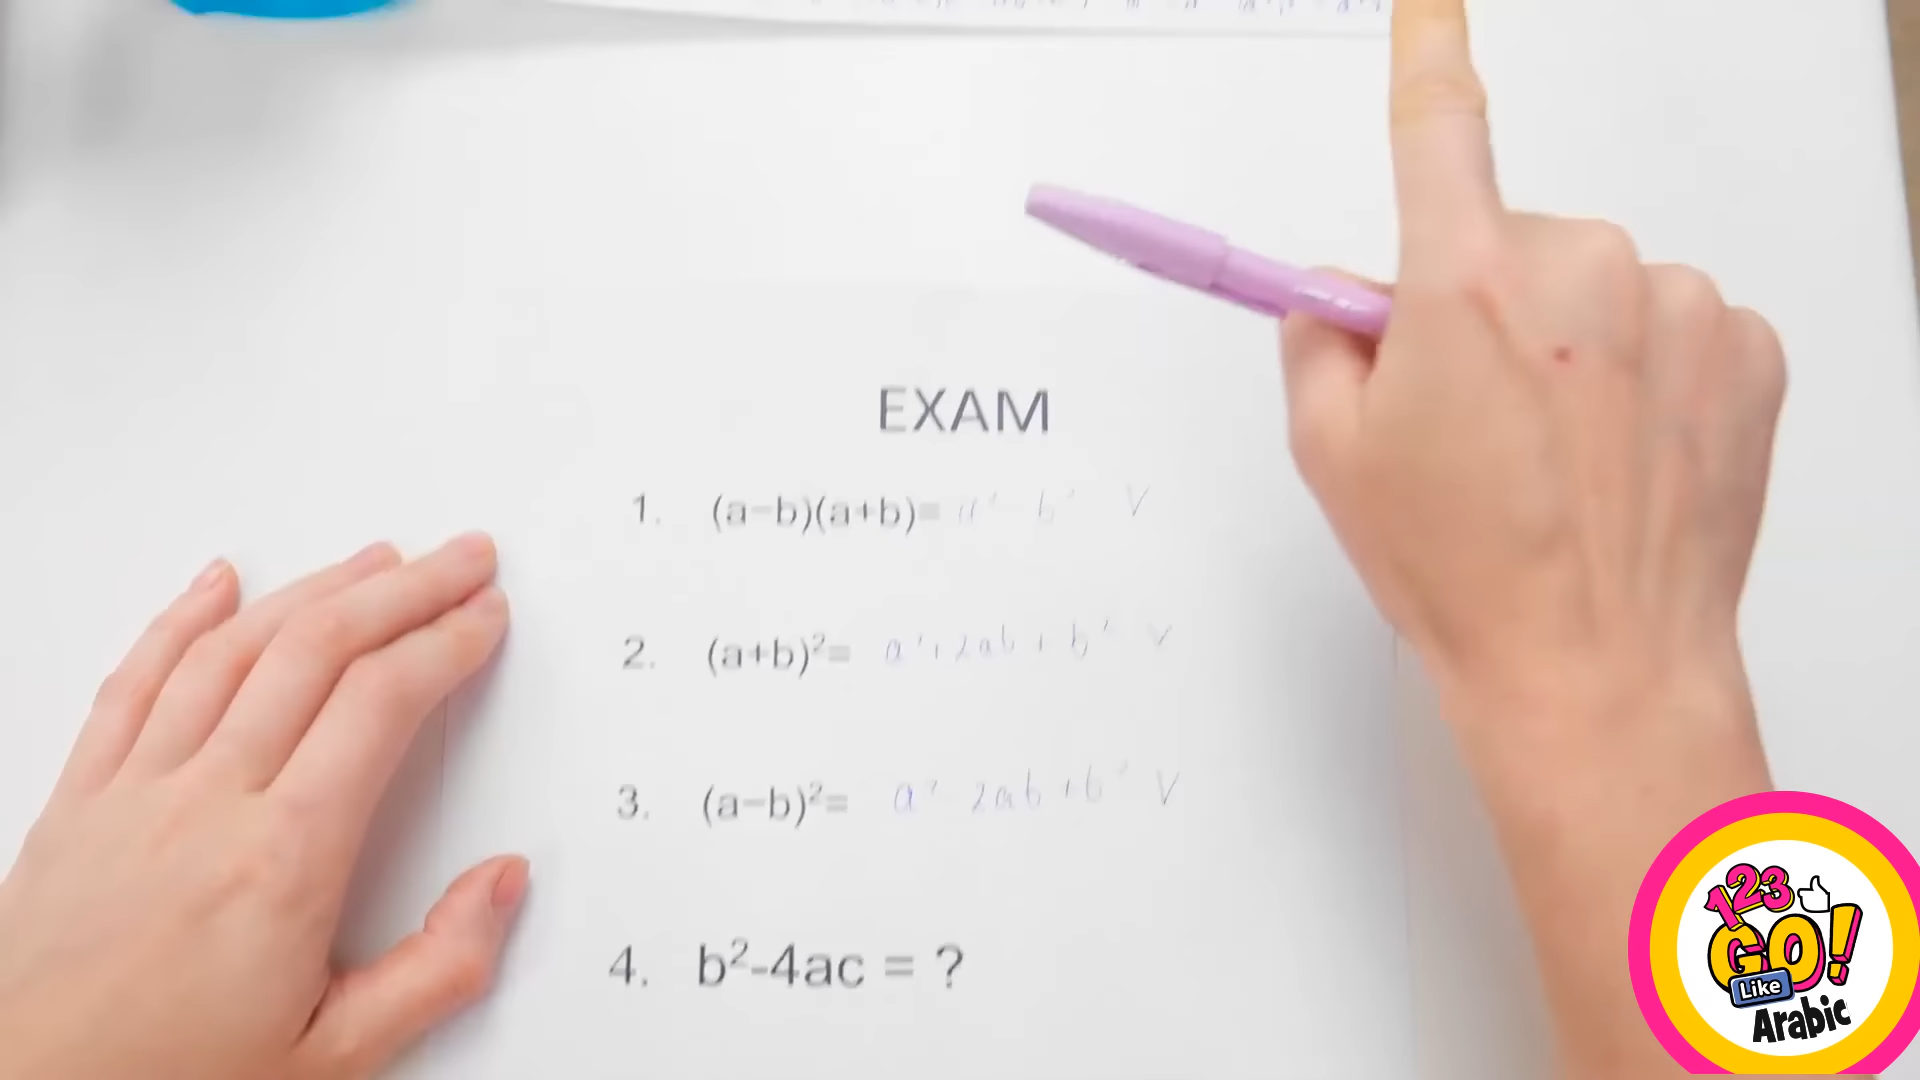 EXAM
1. (a-b)(a+b)= a² b² V
2. (a+b)²= a²+2ab+b² V
3. (a-b)²= a² 2ab+b² V
4. b²-4ac = ?
123
GO!
Like
Arabic